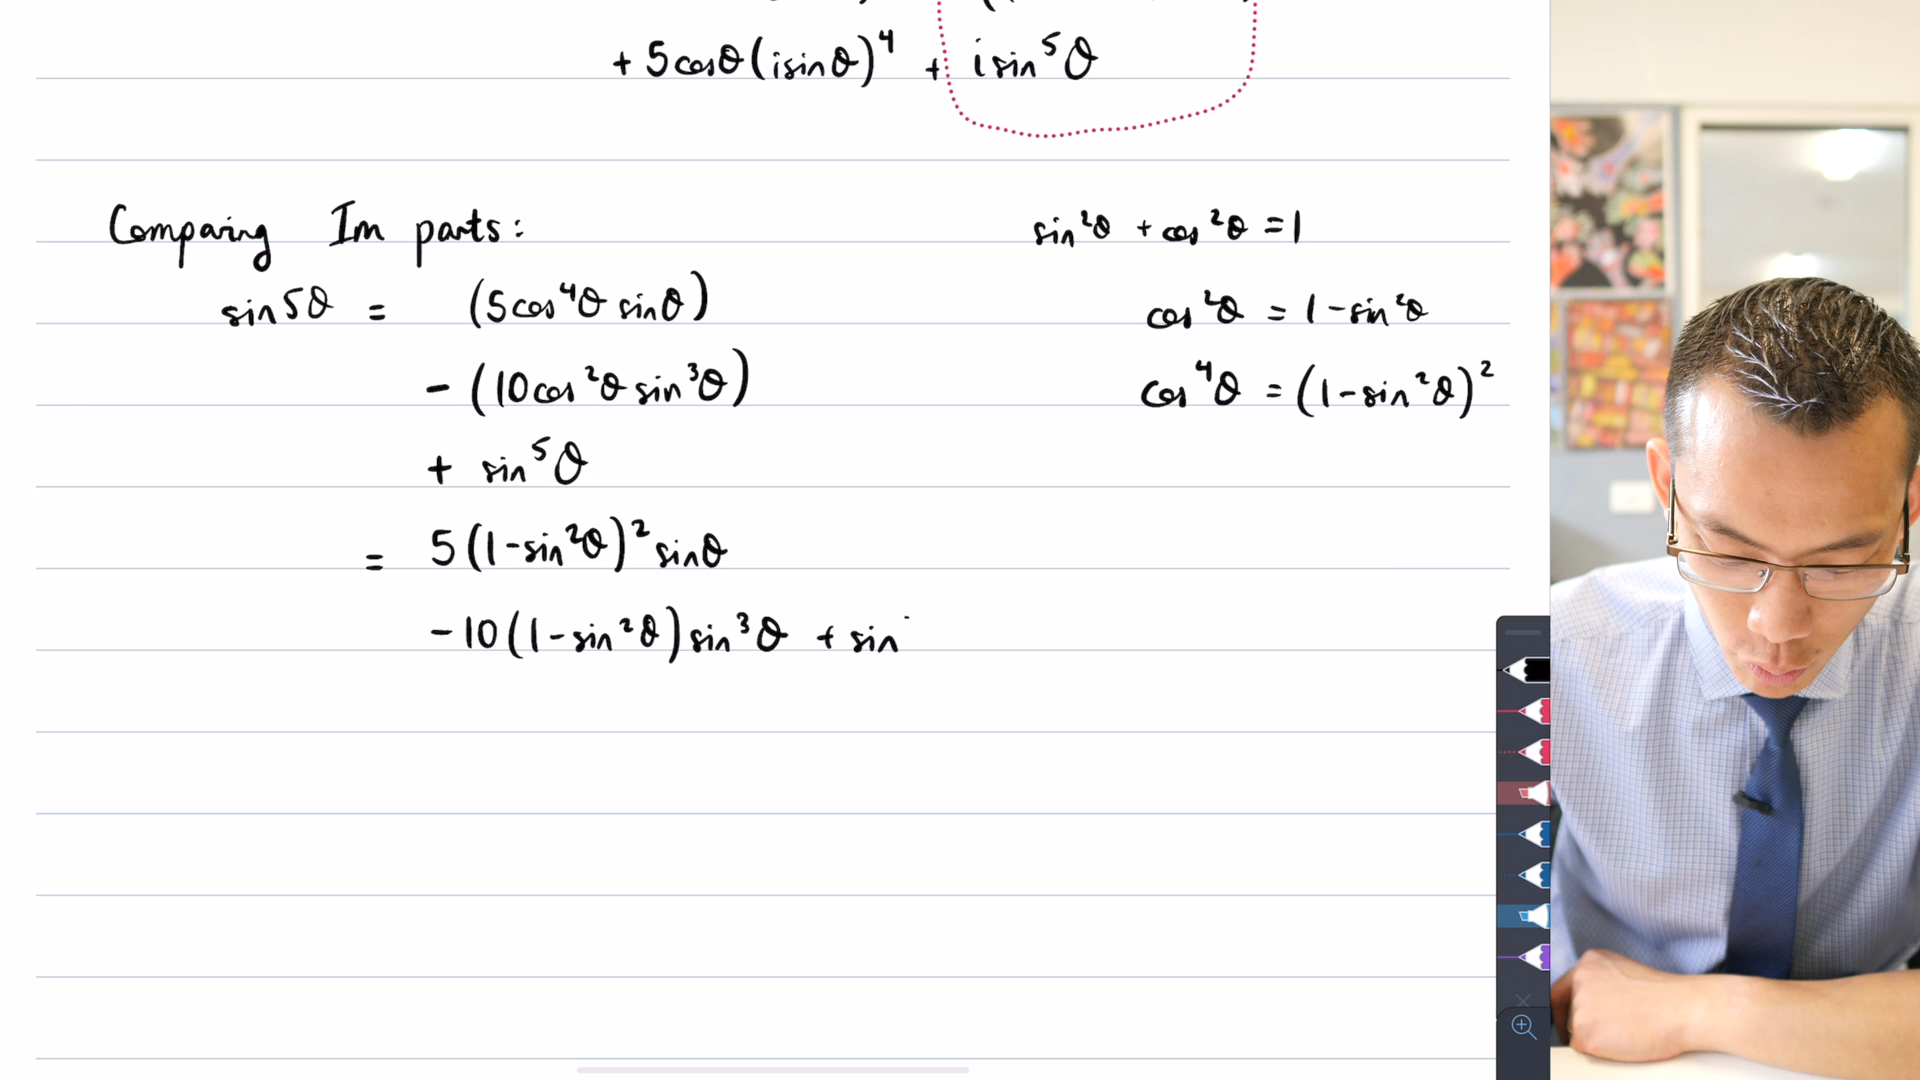 + 5cosθ(isinθ)⁴ + isin⁵θ
Comparing Im parts:
sin5θ = (5cos⁴θ sinθ)
- (10cos²θ sin³θ)
+ sin⁵θ
= 5(1-sin²θ)² sinθ
-10(1-sin²θ)sin³θ + sin
sin²θ + cos²θ = 1
cos²θ = 1-sin²θ
cos⁴θ = (1-sin²θ)²